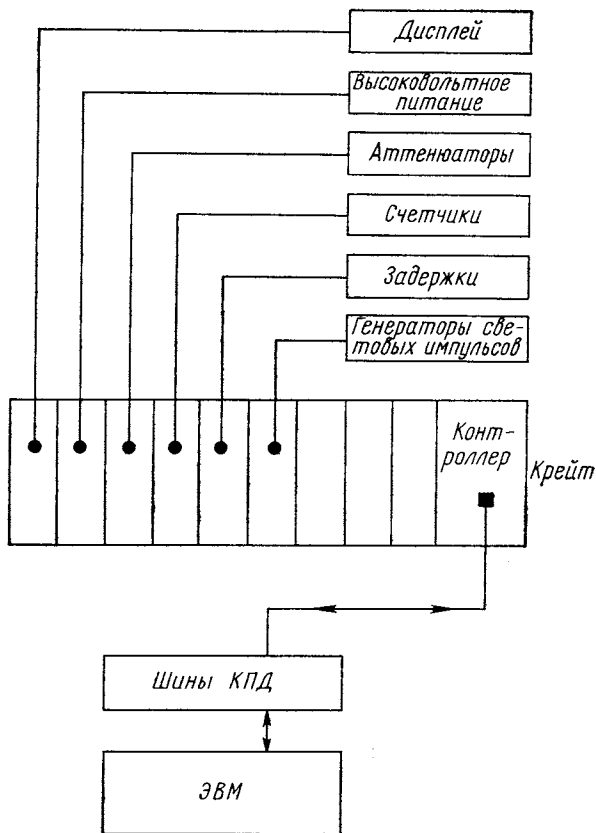 Дисплей
Высоковольтное
питание
Аттенюаторы
Счетчики
Задержки
Генераторы све-
товых импульсов
Конт-
роллер
Крейт
Шины КПД
ЭВМ